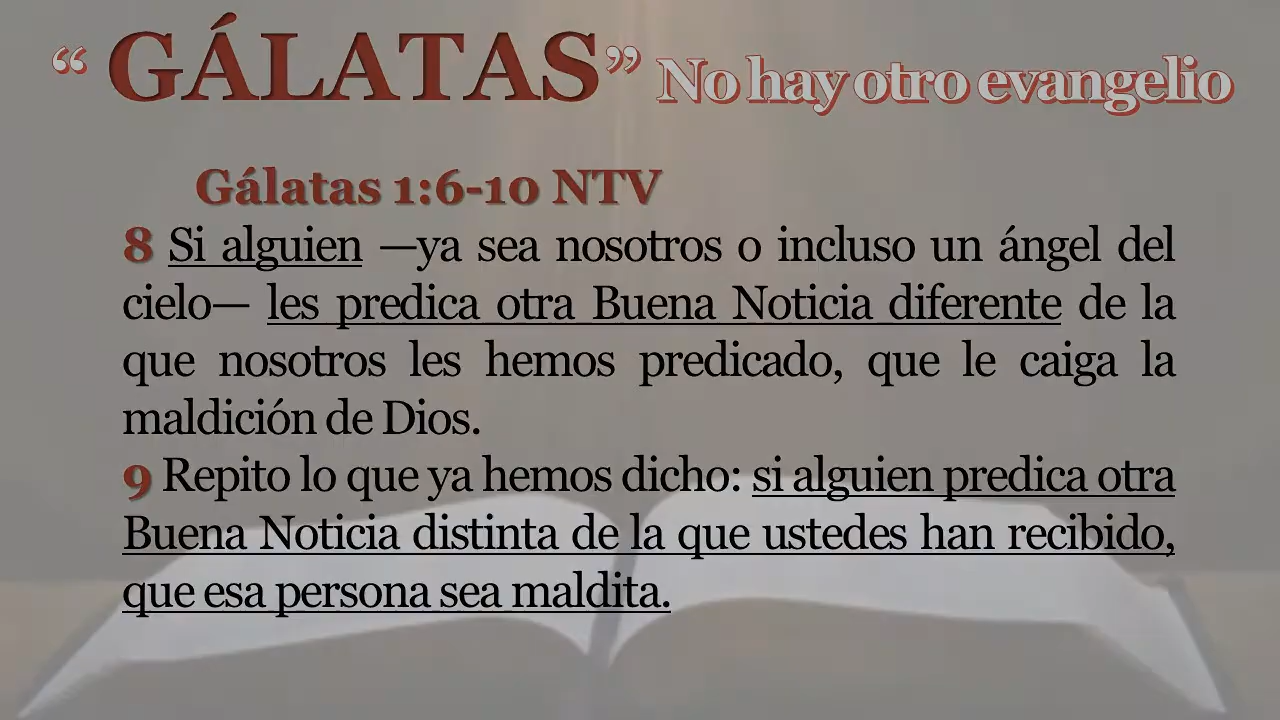 “ GÁLATAS” No hay otro evangelio
Gálatas 1:6-10 NTV
8 Si alguien —ya sea nosotros o incluso un ángel del
cielo— les predica otra Buena Noticia diferente de la
que nosotros les hemos predicado, que le caiga la
maldición de Dios.
9 Repito lo que ya hemos dicho: si alguien predica otra
Buena Noticia distinta de la que ustedes han recibido,
que esa persona sea maldita.